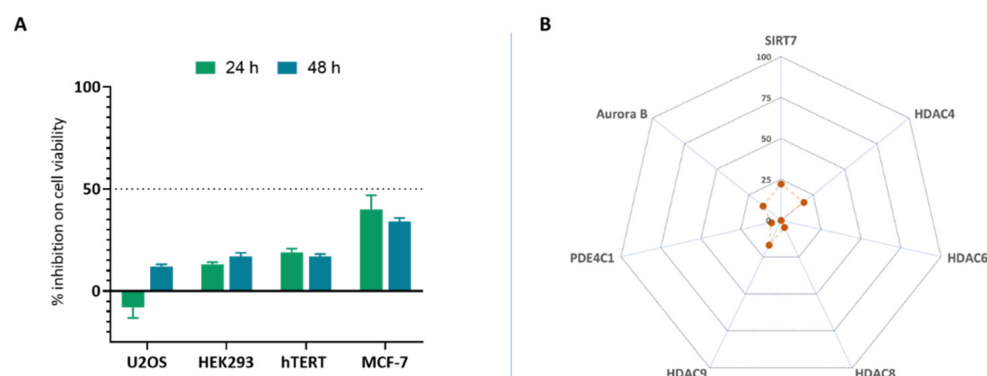 A
24 h 48 h
% inhibition on cell viability
100
50
0
U2OS HEK293 hTERT MCF-7
B
SIRT7
100
75
50
25
0
HDAC4
HDAC6
HDAC8
HDAC9
PDE4C1
Aurora B